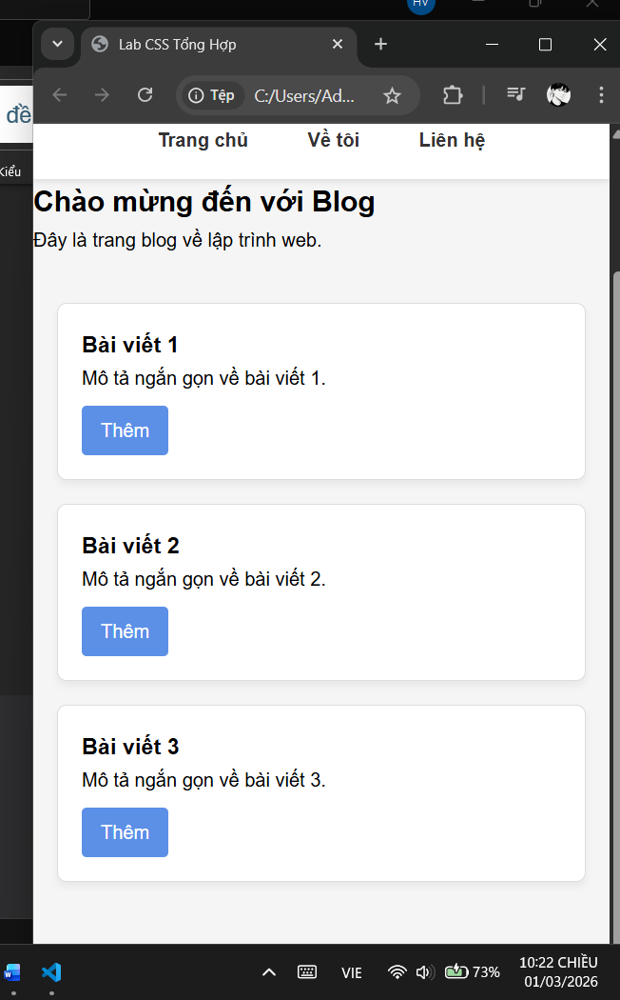 HV
Lab CSS Tổng Hợp
Tệp C:/Users/Ad...
đề
Kiểu
Trang chủ Về tôi Liên hệ
Chào mừng đến với Blog
Đây là trang blog về lập trình web.
Bài viết 1
Mô tả ngắn gọn về bài viết 1.
Thêm
Bài viết 2
Mô tả ngắn gọn về bài viết 2.
Thêm
Bài viết 3
Mô tả ngắn gọn về bài viết 3.
Thêm
VIE 73% 10:22 CHIỀU
01/03/2026